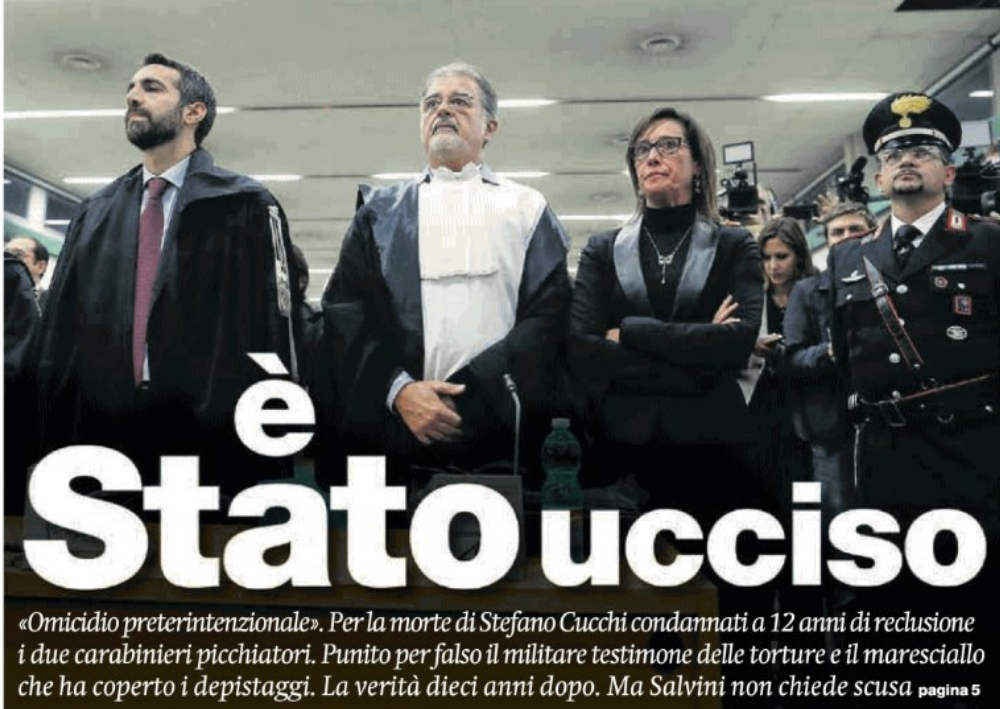 è
Stato ucciso
«Omicidio preterintenzionale». Per la morte di Stefano Cucchi condannati a 12 anni di reclusione
i due carabinieri picchiatori. Punito per falso il militare testimone delle torture e il maresciallo
che ha coperto i depistaggi. La verità dieci anni dopo. Ma Salvini non chiede scusa pagina 5